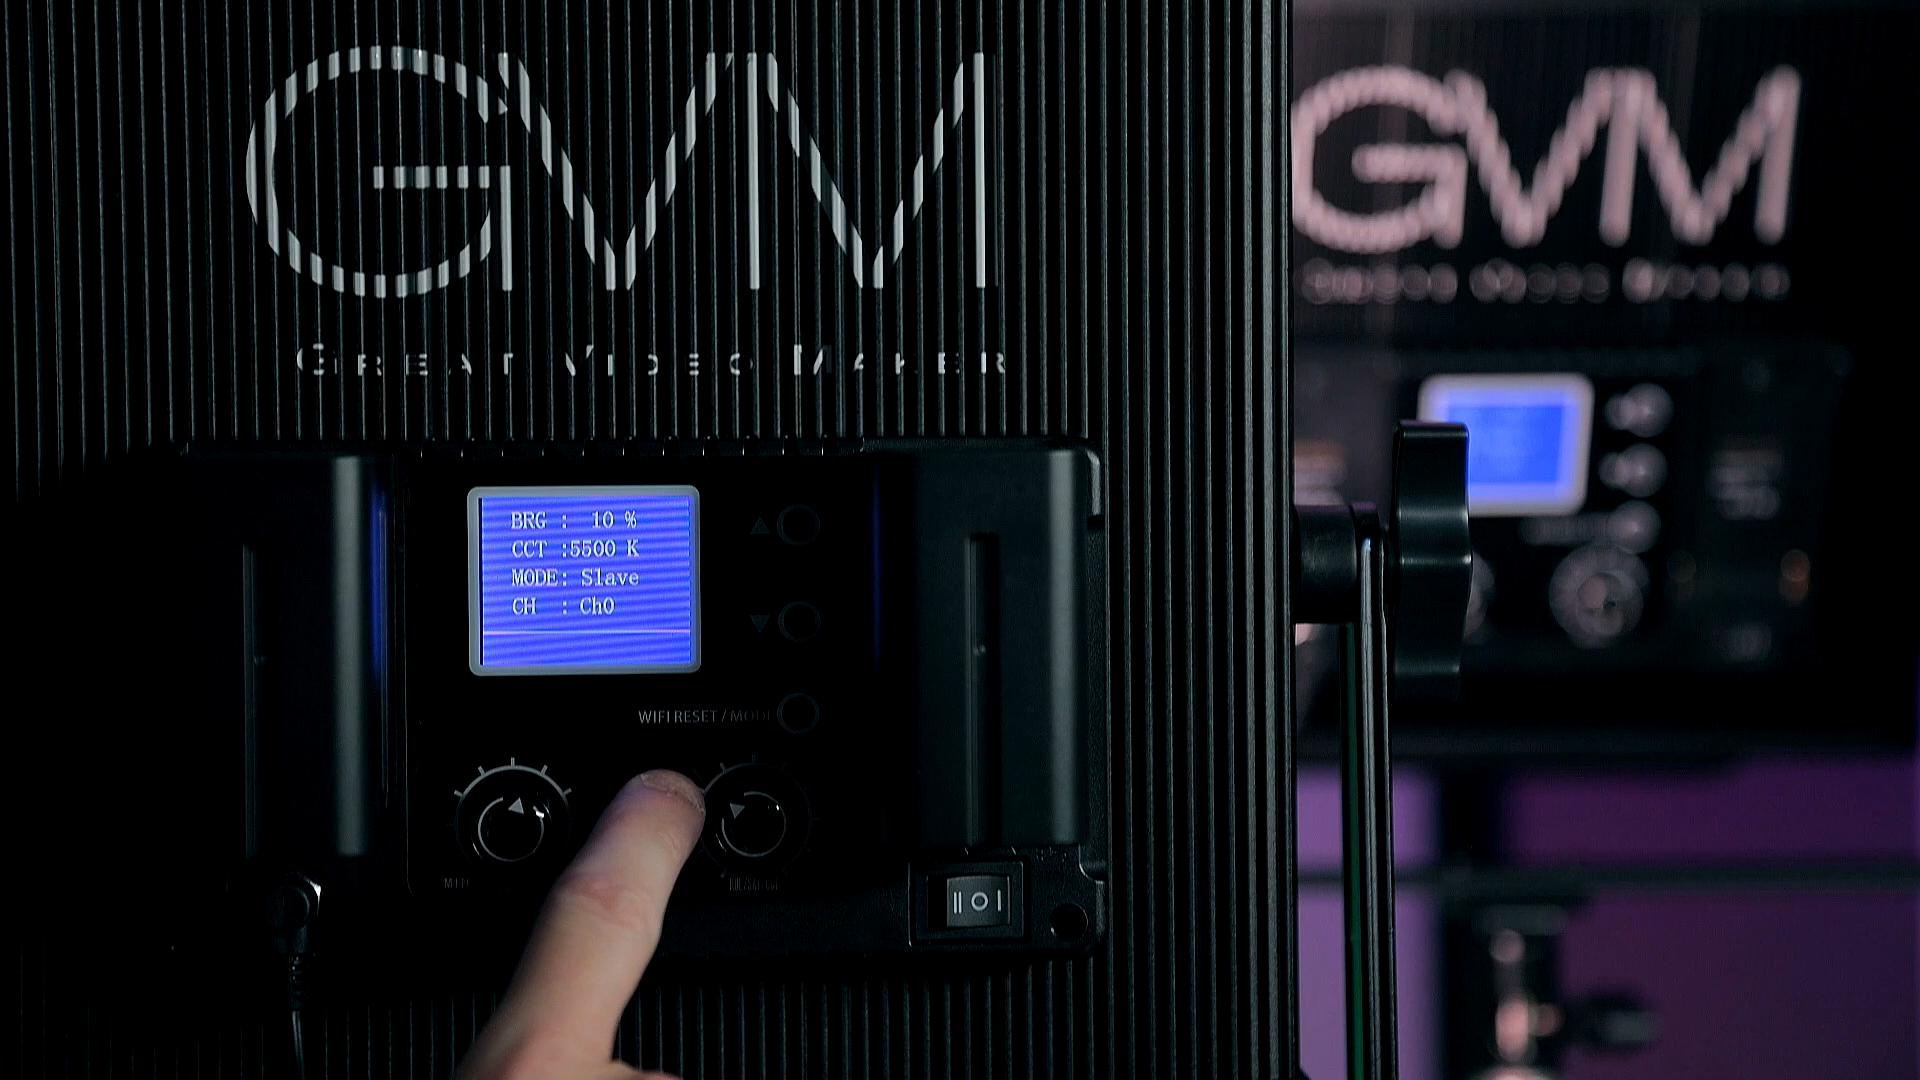 GVM
GREAT VIDEO MAKER
BRG : 10 %
CCT :5500 K
MODE: Slave
CH : Ch0
WIFI RESET / MODE
GVM